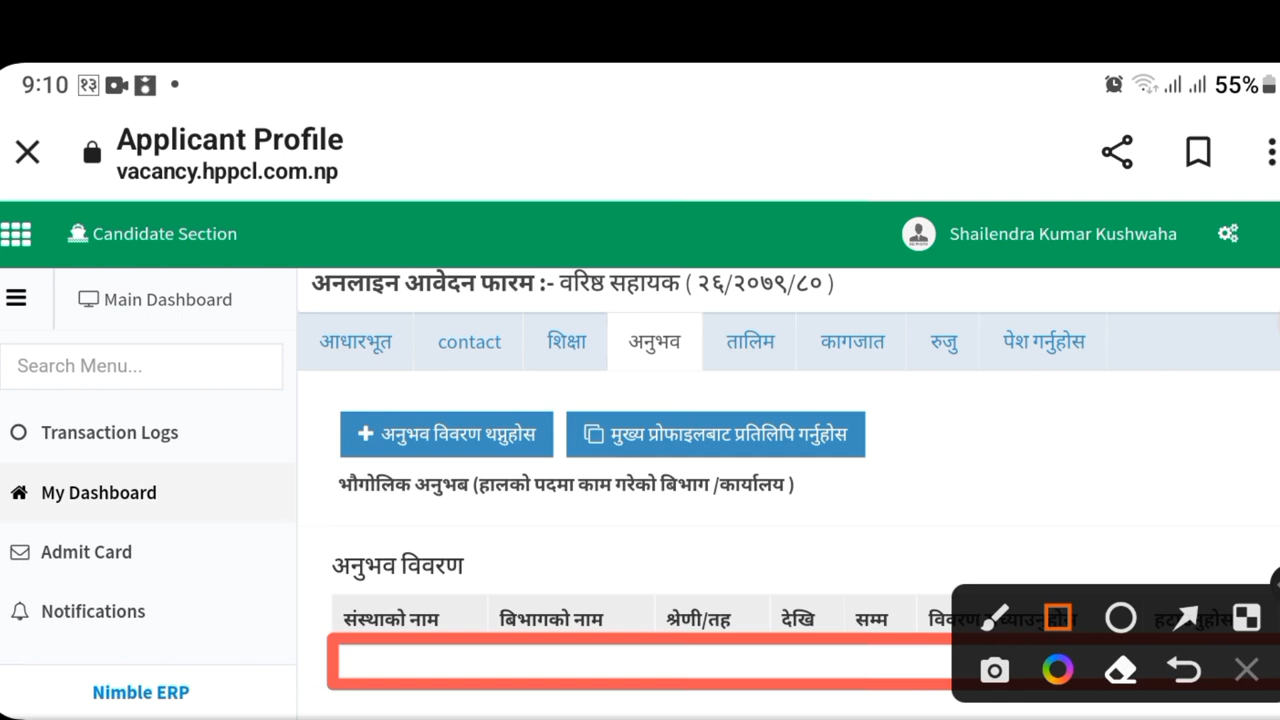 9:10 १३ 55%
Applicant Profile
vacancy.hppcl.com.np
Candidate Section Shailendra Kumar Kushwaha
Main Dashboard
अनलाइन आवेदन फारम :- वरिष्ठ सहायक ( २६/२०७९/८० )
आधारभूत contact शिक्षा अनुभव तालिम कागजात रुजु पेश गर्नुहोस
Search Menu...
अनुभव विवरण थप्नुहोस मुख्य प्रोफाइलबाट प्रतिलिपि गर्नुहोस
Transaction Logs
भौगोलिक अनुभब (हालको पदमा काम गरेको बिभाग /कार्यालय )
My Dashboard
Admit Card
अनुभव विवरण
Notifications
संस्थाको नाम बिभागको नाम श्रेणी/तह देखि सम्म
Nimble ERP